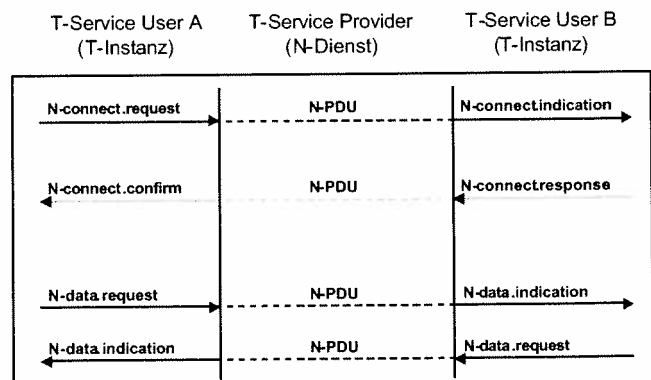 T-Service User A T-Service Provider T-Service User B
(T-Instanz) (N-Dienst) (T-Instanz)
N-connect.request N-PDU N-connect.indication
N-connect.confirm N-PDU N-connect.response
N-data.request N-PDU N-data.indication
N-data.indication N-PDU N-data.request